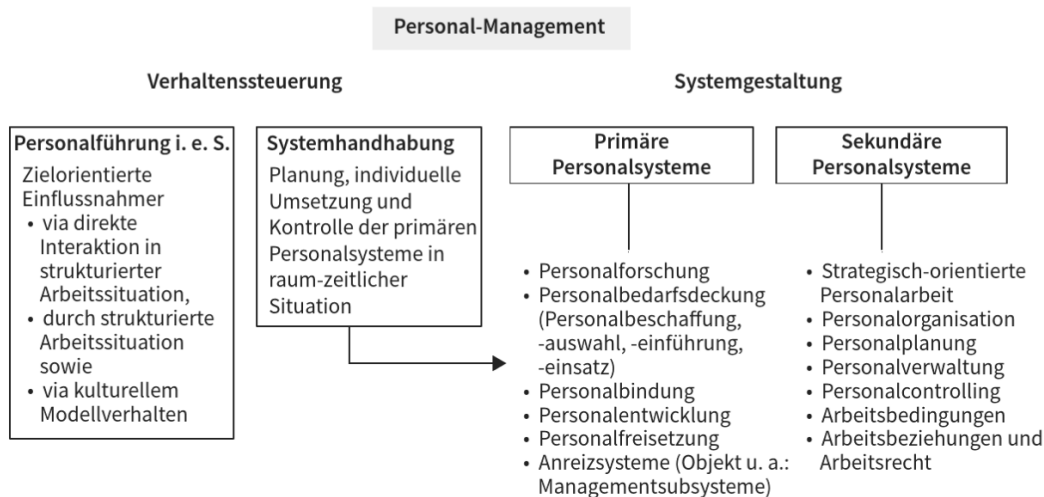 Personal-Management
Verhaltenssteuerung
Systemgestaltung
Personalführung i. e. S.
Zielorientierte
Einflussnahmer
• via direkte
Interaktion in
strukturierter
Arbeitssituation,
• durch strukturierte
Arbeitssituation
sowie
• via kulturellem
Modellverhalten
Systemhandhabung
Planung, individuelle
Umsetzung und
Kontrolle der primären
Personalsysteme in
raum-zeitlicher
Situation
Primäre
Personalsysteme
• Personalforschung
• Personalbedarfsdeckung
(Personalbeschaffung,
-auswahl, -einführung,
-einsatz)
• Personalbindung
• Personalentwicklung
• Personalfreisetzung
• Anreizsysteme (Objekt u. a.:
Managementsubsysteme)
Sekundäre
Personalsysteme
• Strategisch-orientierte
Personalarbeit
• Personalorganisation
• Personalplanung
• Personalverwaltung
• Personalcontrolling
• Arbeitsbedingungen
• Arbeitsbeziehungen und
Arbeitsrecht